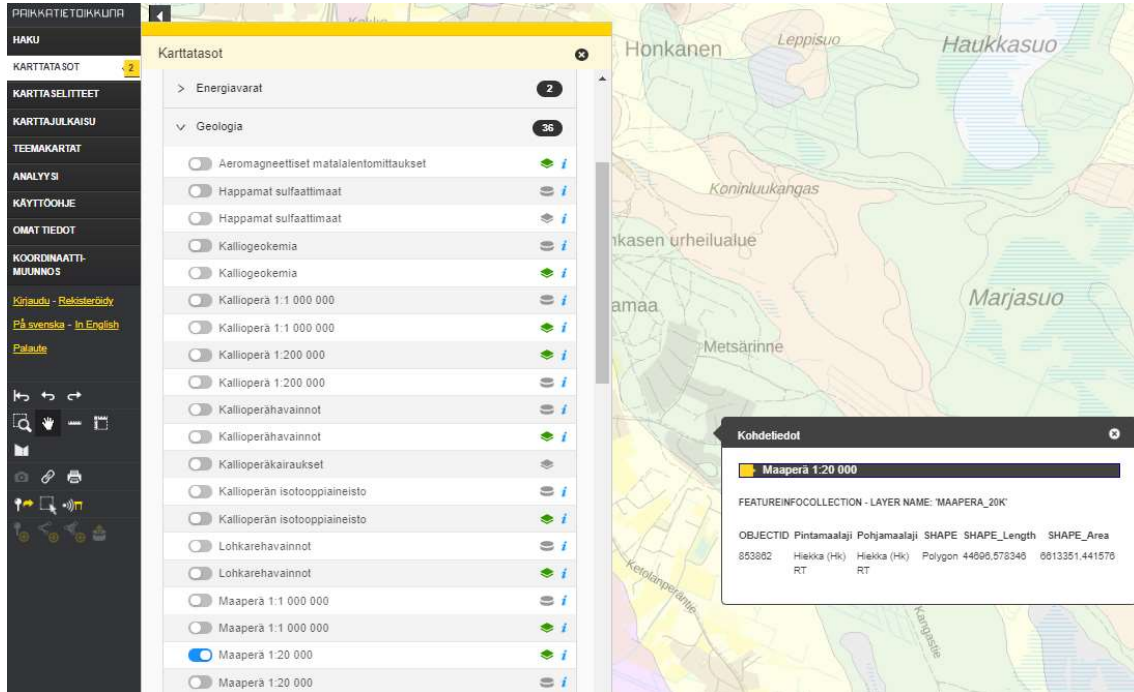 PAIKKATIETOIKKUNA
HAKU
KARTTATASOT 2
KARTTASELITTEET
KARTTAJULKAISU
TEEMAKARTAT
ANALYYSI
KÄYTTÖOHJE
OMAT TIEDOT
KOORDINAATTI-
MUUNNOS
Kirjaudu - Rekisteröidy
På svenska - In English
Palaute
Karttatasot
> Energiavarat 2
Geologia 36
Aeromagneettiset matalalentomittaukset i
Happamat sulfaattimaat i
Happamat sulfaattimaat i
Kalliogeokemia i
Kalliogeokemia i
Kallioperä 1:1 000 000 i
Kallioperä 1:1 000 000 i
Kallioperä 1:200 000 i
Kallioperä 1:200 000 i
Kallioperähavainnot i
Kallioperähavainnot i
Kallioperäkairaukset
Kallioperän isotooppiaineisto i
Kallioperän isotooppiaineisto i
Lohkarehavainnot i
Lohkarehavainnot i
Maaperä 1:1 000 000 i
Maaperä 1:1 000 000 i
Maaperä 1:20 000 i
Maaperä 1:20 000 i
Honkanen
Leppisuo
Haukkasuo
Koninluukangas
nkasen urheilualue
amaa
Marjasuo
Metsärinne
Ketolanperäntie
Kangastie
Kohdetiedot
Maaperä 1:20 000
FEATUREINFOCOLLECTION - LAYER NAME: 'MAAPERA_20K'
OBJECTID Pintamaalaji Pohjamaalaji SHAPE SHAPE_Length SHAPE_Area
853862 Hiekka (Hk) Hiekka (Hk) Polygon 44696,578346 6613351,441576
RT RT